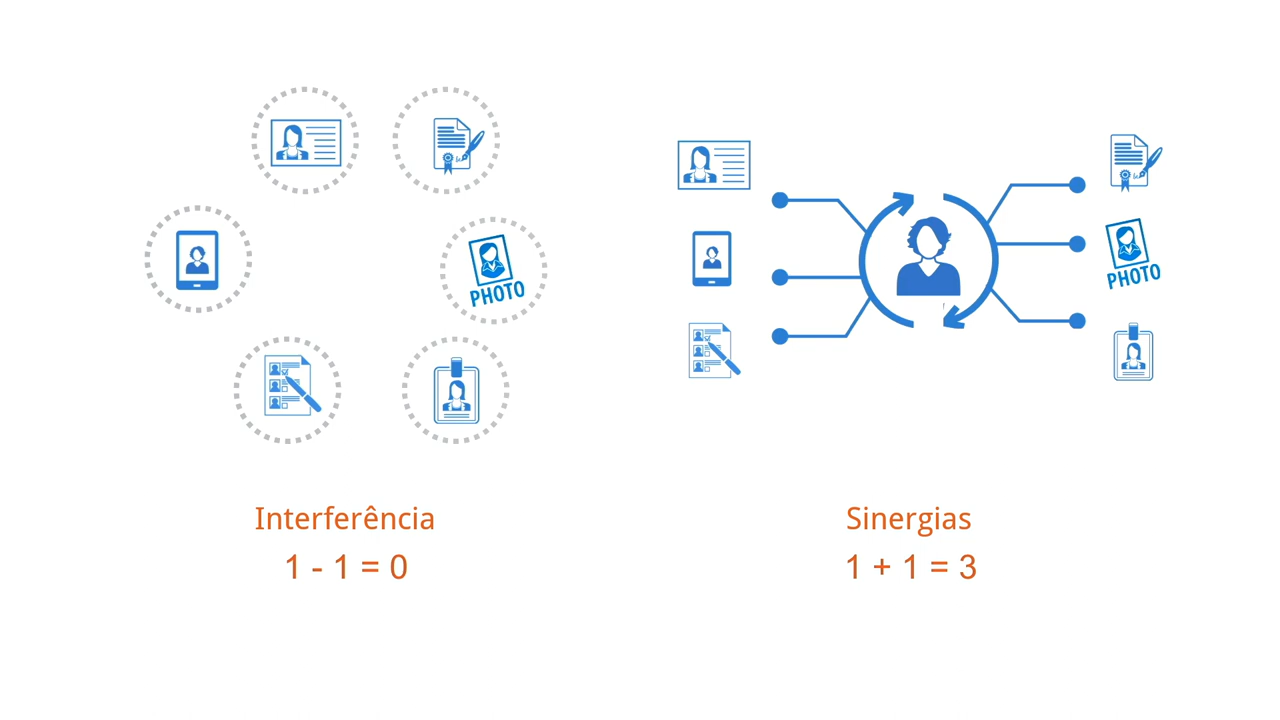 PHOTO
PHOTO
Interferência
1 - 1 = 0
Sinergias
1 + 1 = 3